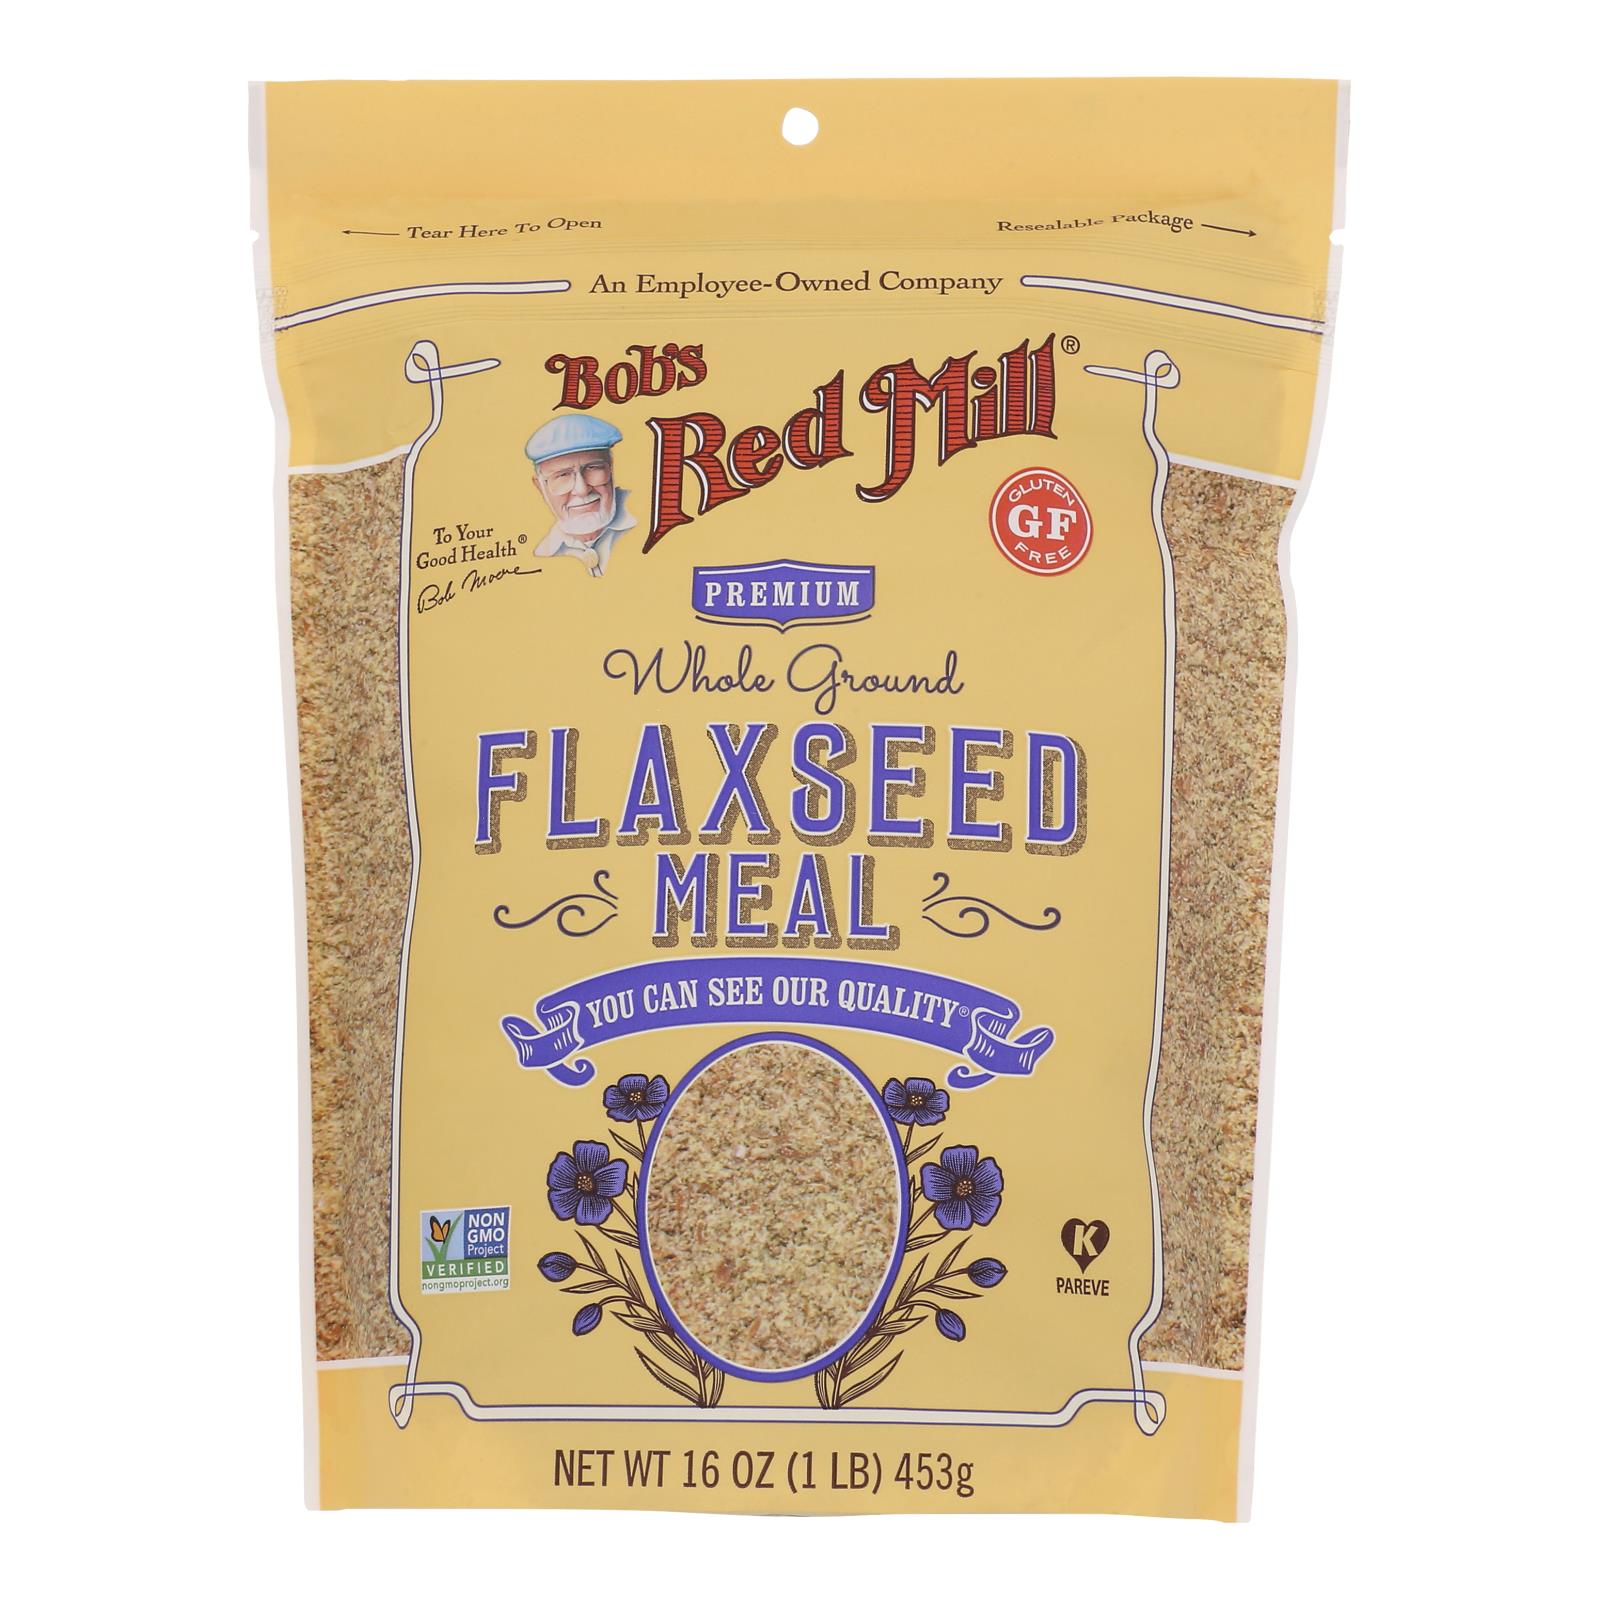 Tear Here To Open
Resealable Package
An Employee-Owned Company
Bob's
Red Mill®
To Your
Good Health®
Bob Moore
GLUTEN
GF
FREE
PREMIUM
Whole Ground
FLAXSEED
MEAL
YOU CAN SEE OUR QUALITY®
NON
GMO
Project
VERIFIED
nongmoproject.org
K
PAREVE
NET WT 16 OZ (1 LB) 453g